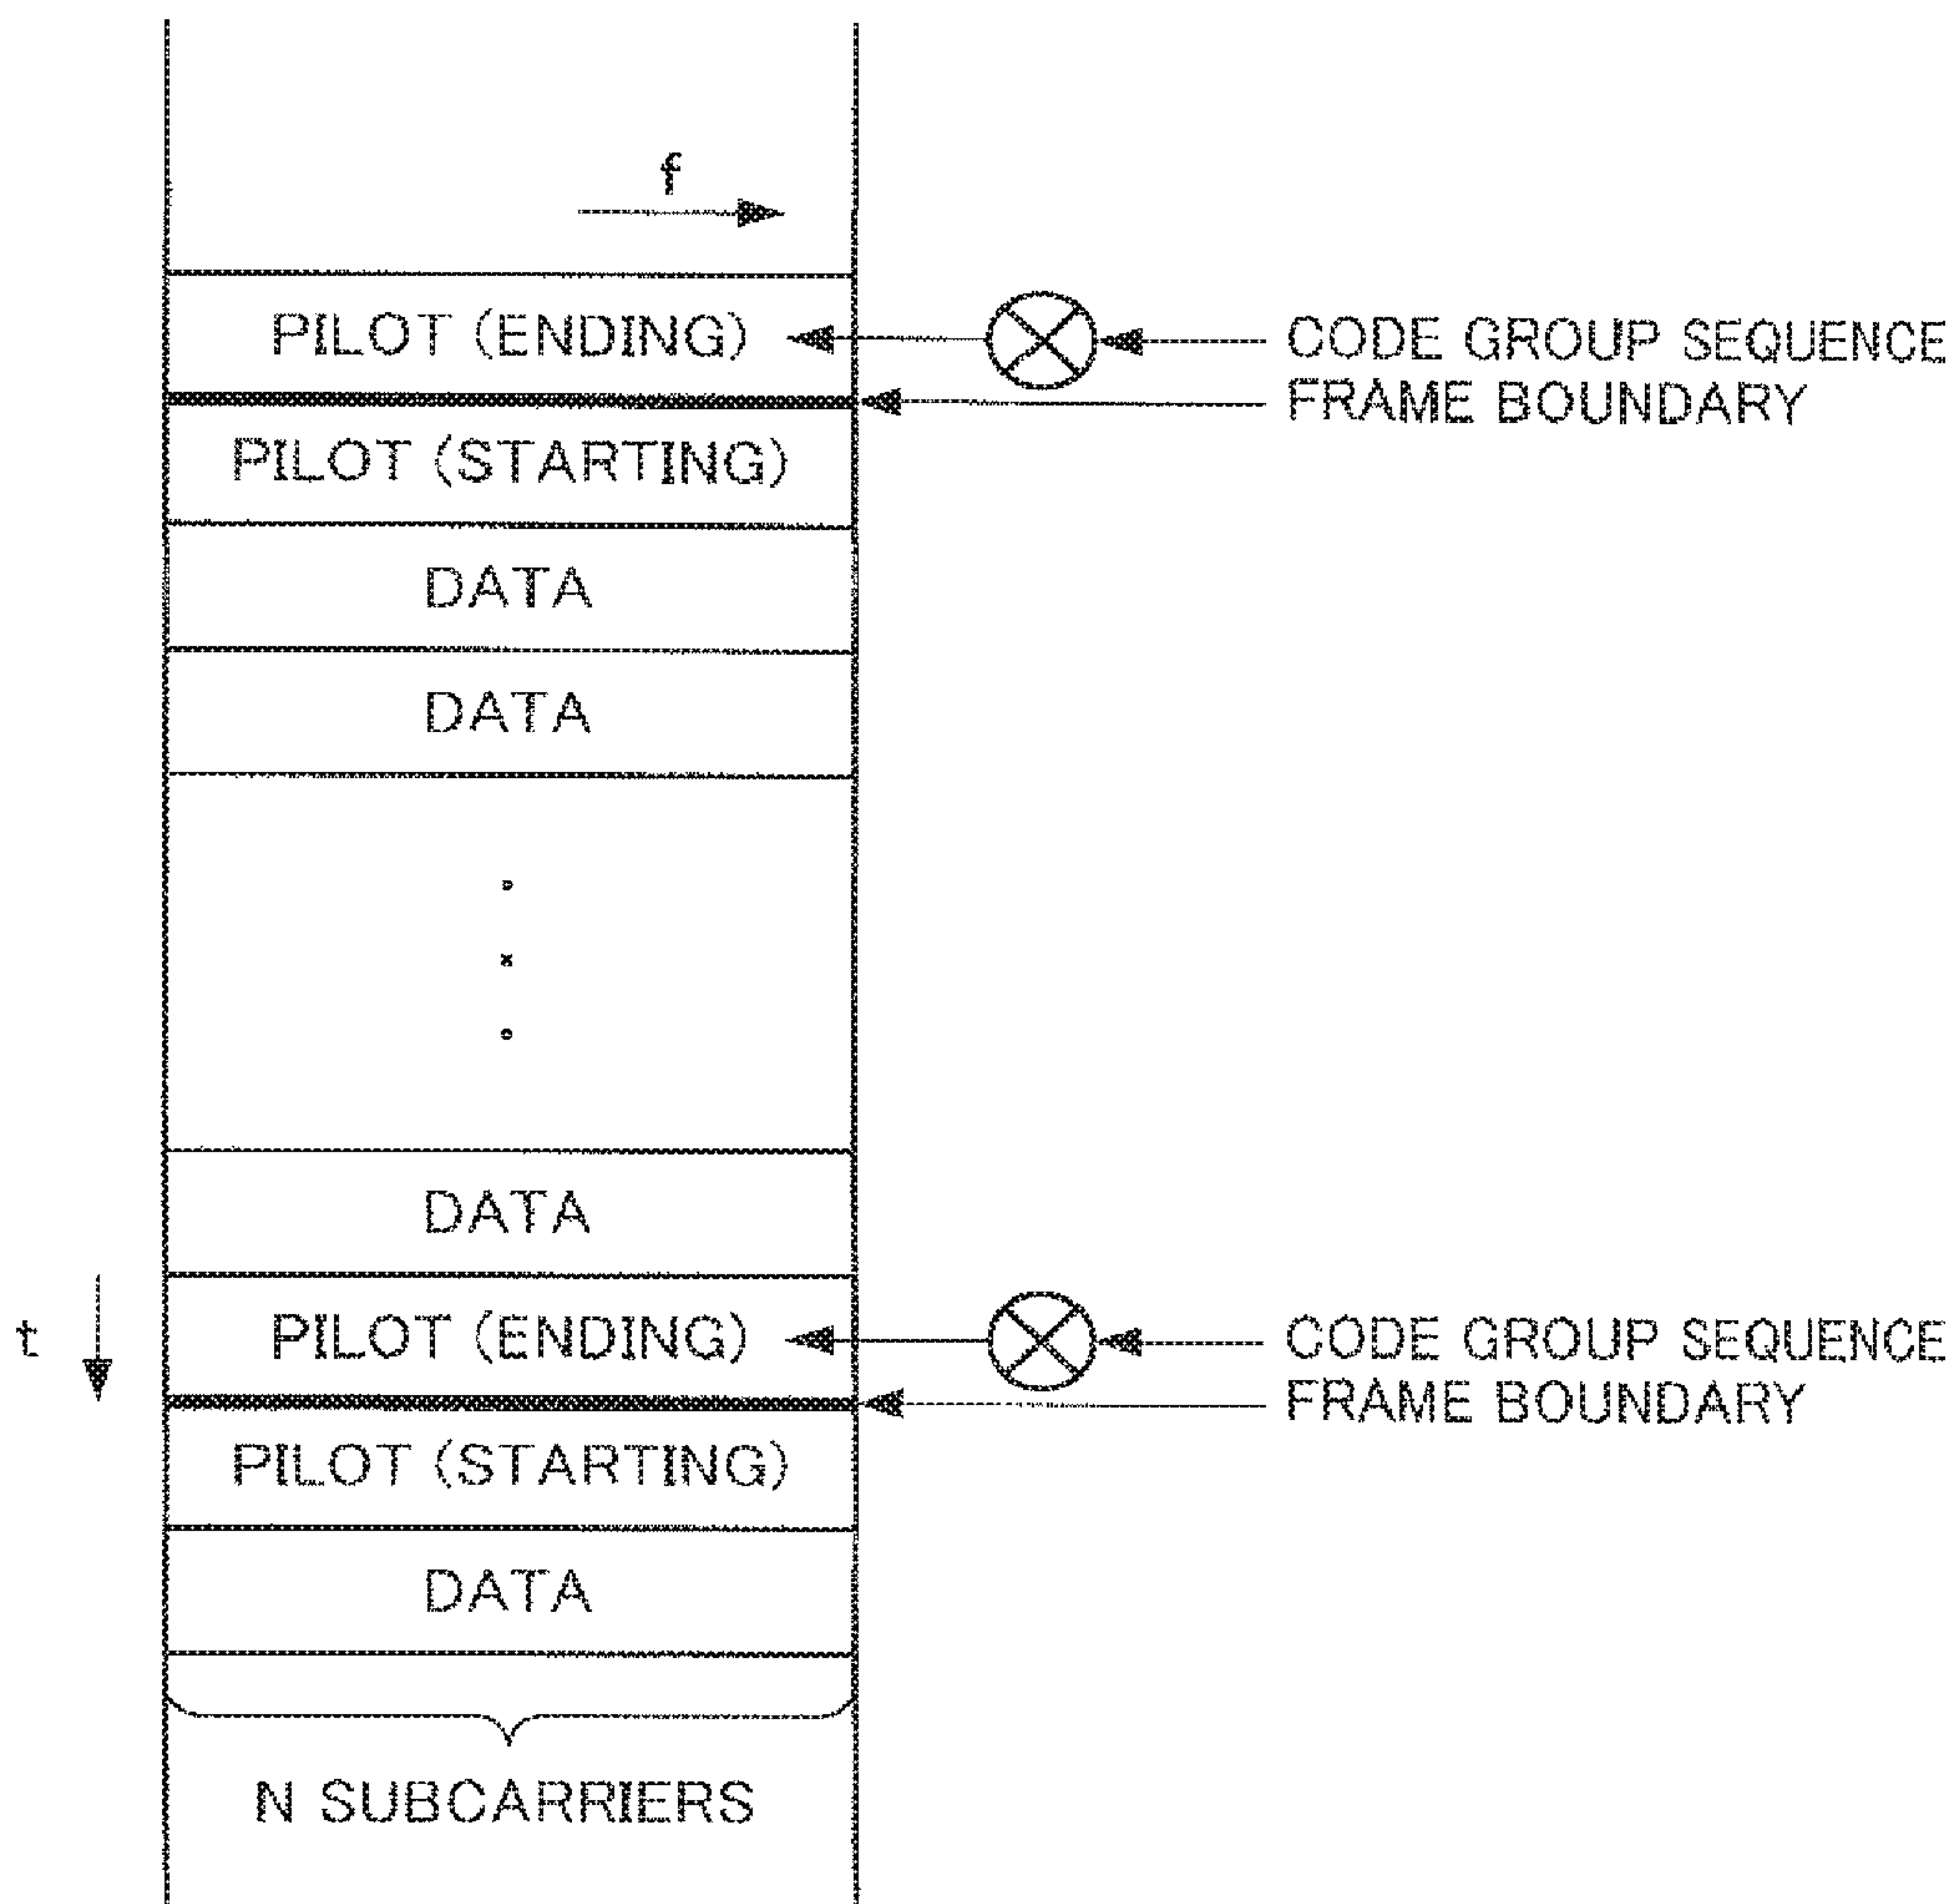 f
PILOT (ENDING)
CODE GROUP SEQUENCE
FRAME BOUNDARY
PILOT (STARTING)
DATA
DATA
DATA
t
PILOT (ENDING)
CODE GROUP SEQUENCE
FRAME BOUNDARY
PILOT (STARTING)
DATA
N SUBCARRIERS